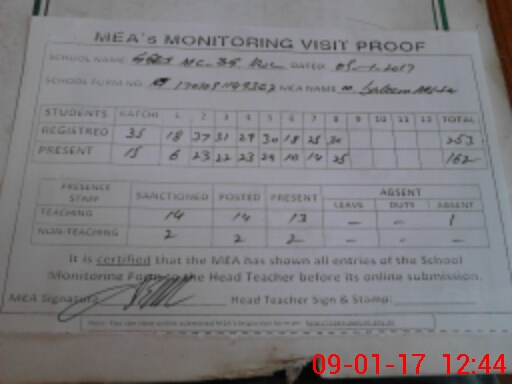 MEA's MONITORING VISIT PROOF
SCHOOL NAME MC DATED 2017
SCHOOL FORM NO MEA NAME
STUDENTS KATCHI 1 2 3 4 5 6 7 8 9 10 11 12 TOTAL
REGISTRED 35 18 37 31 29 30 18 25 30 253
PRESENT 15 6 23 22 23 29 10 14 25 162
PRESENCE STAFF SANCTIONED POSTED PRESENT ABSENT
LEAVE DUTY ABSENT
TEACHING 14 14 13 – – 1
NON-TEACHING 2 2 2 – – –
It is certified that the MEA has shown all entries of the School
Monitoring Form to the Head Teacher before its online submission.
MEA Signature Head Teacher Sign & Stamp:
09-01-17 12:44